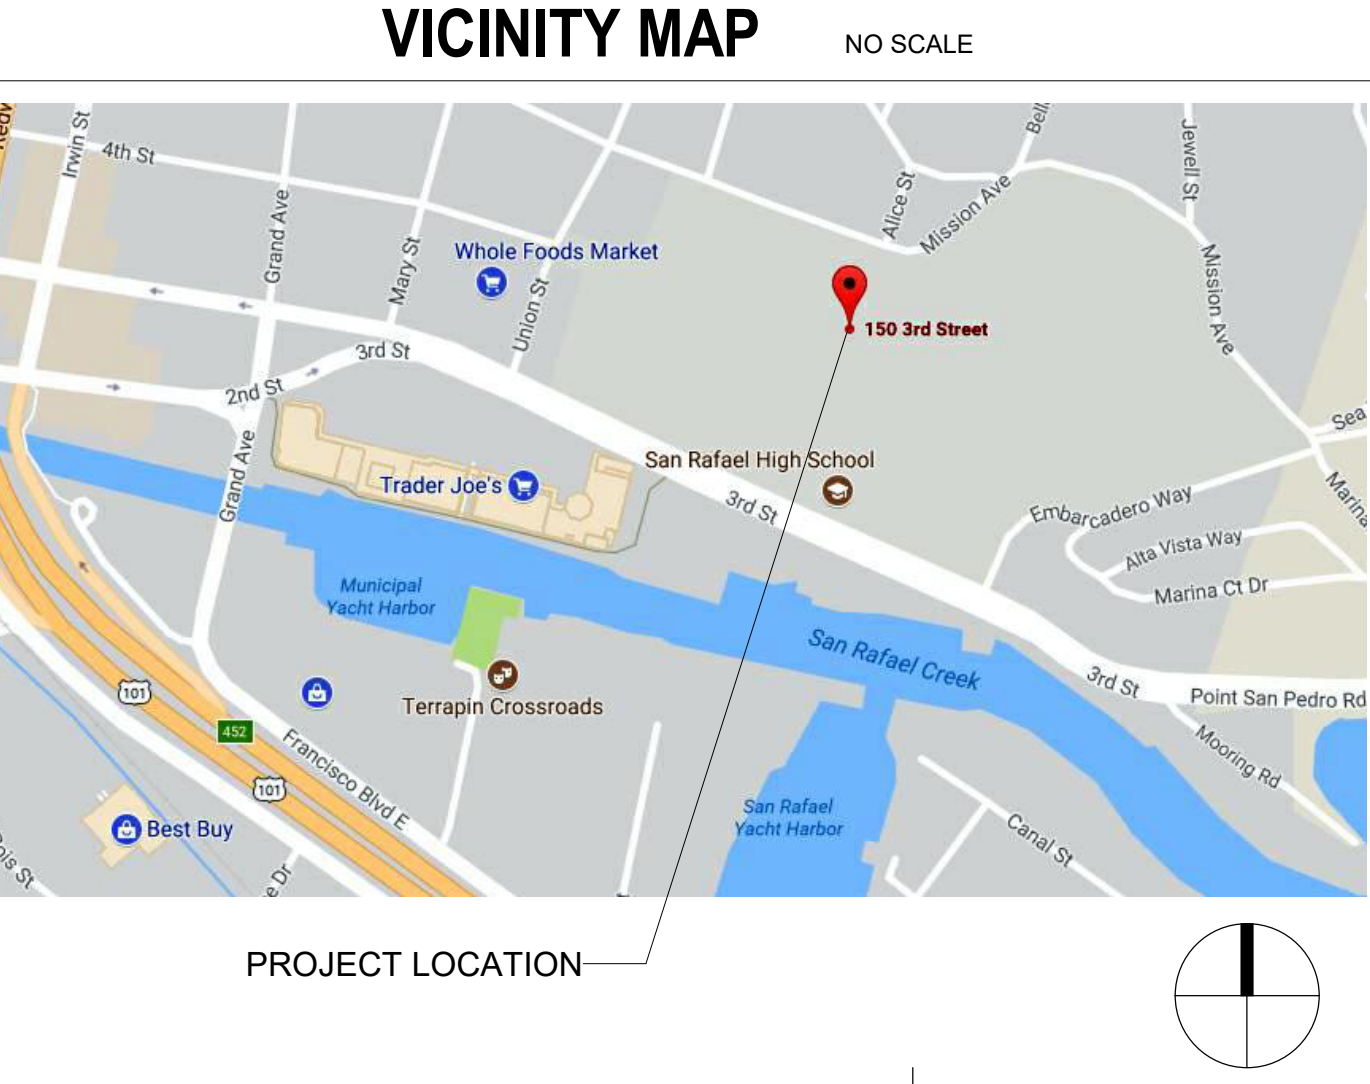 VICINITY MAP
NO SCALE
Irwin St
4th St
Grand Ave
Mary St
Whole Foods Market
Union St
Alice St
Mission Ave
Jewell St
Mission Ave
150 3rd Street
3rd St
2nd St
Grand Ave
Trader Joe's
San Rafael High School
3rd St
Embarcadero Way
Alta Vista Way
Marina Ct Dr
Sea
Marina
Municipal
Yacht Harbor
San Rafael Creek
3rd St
Point San Pedro Rd
Mooring Rd
Terrapin Crossroads
101
452
101
Francisco Blvd E
Best Buy
San Rafael
Yacht Harbor
Canal St
PROJECT LOCATION